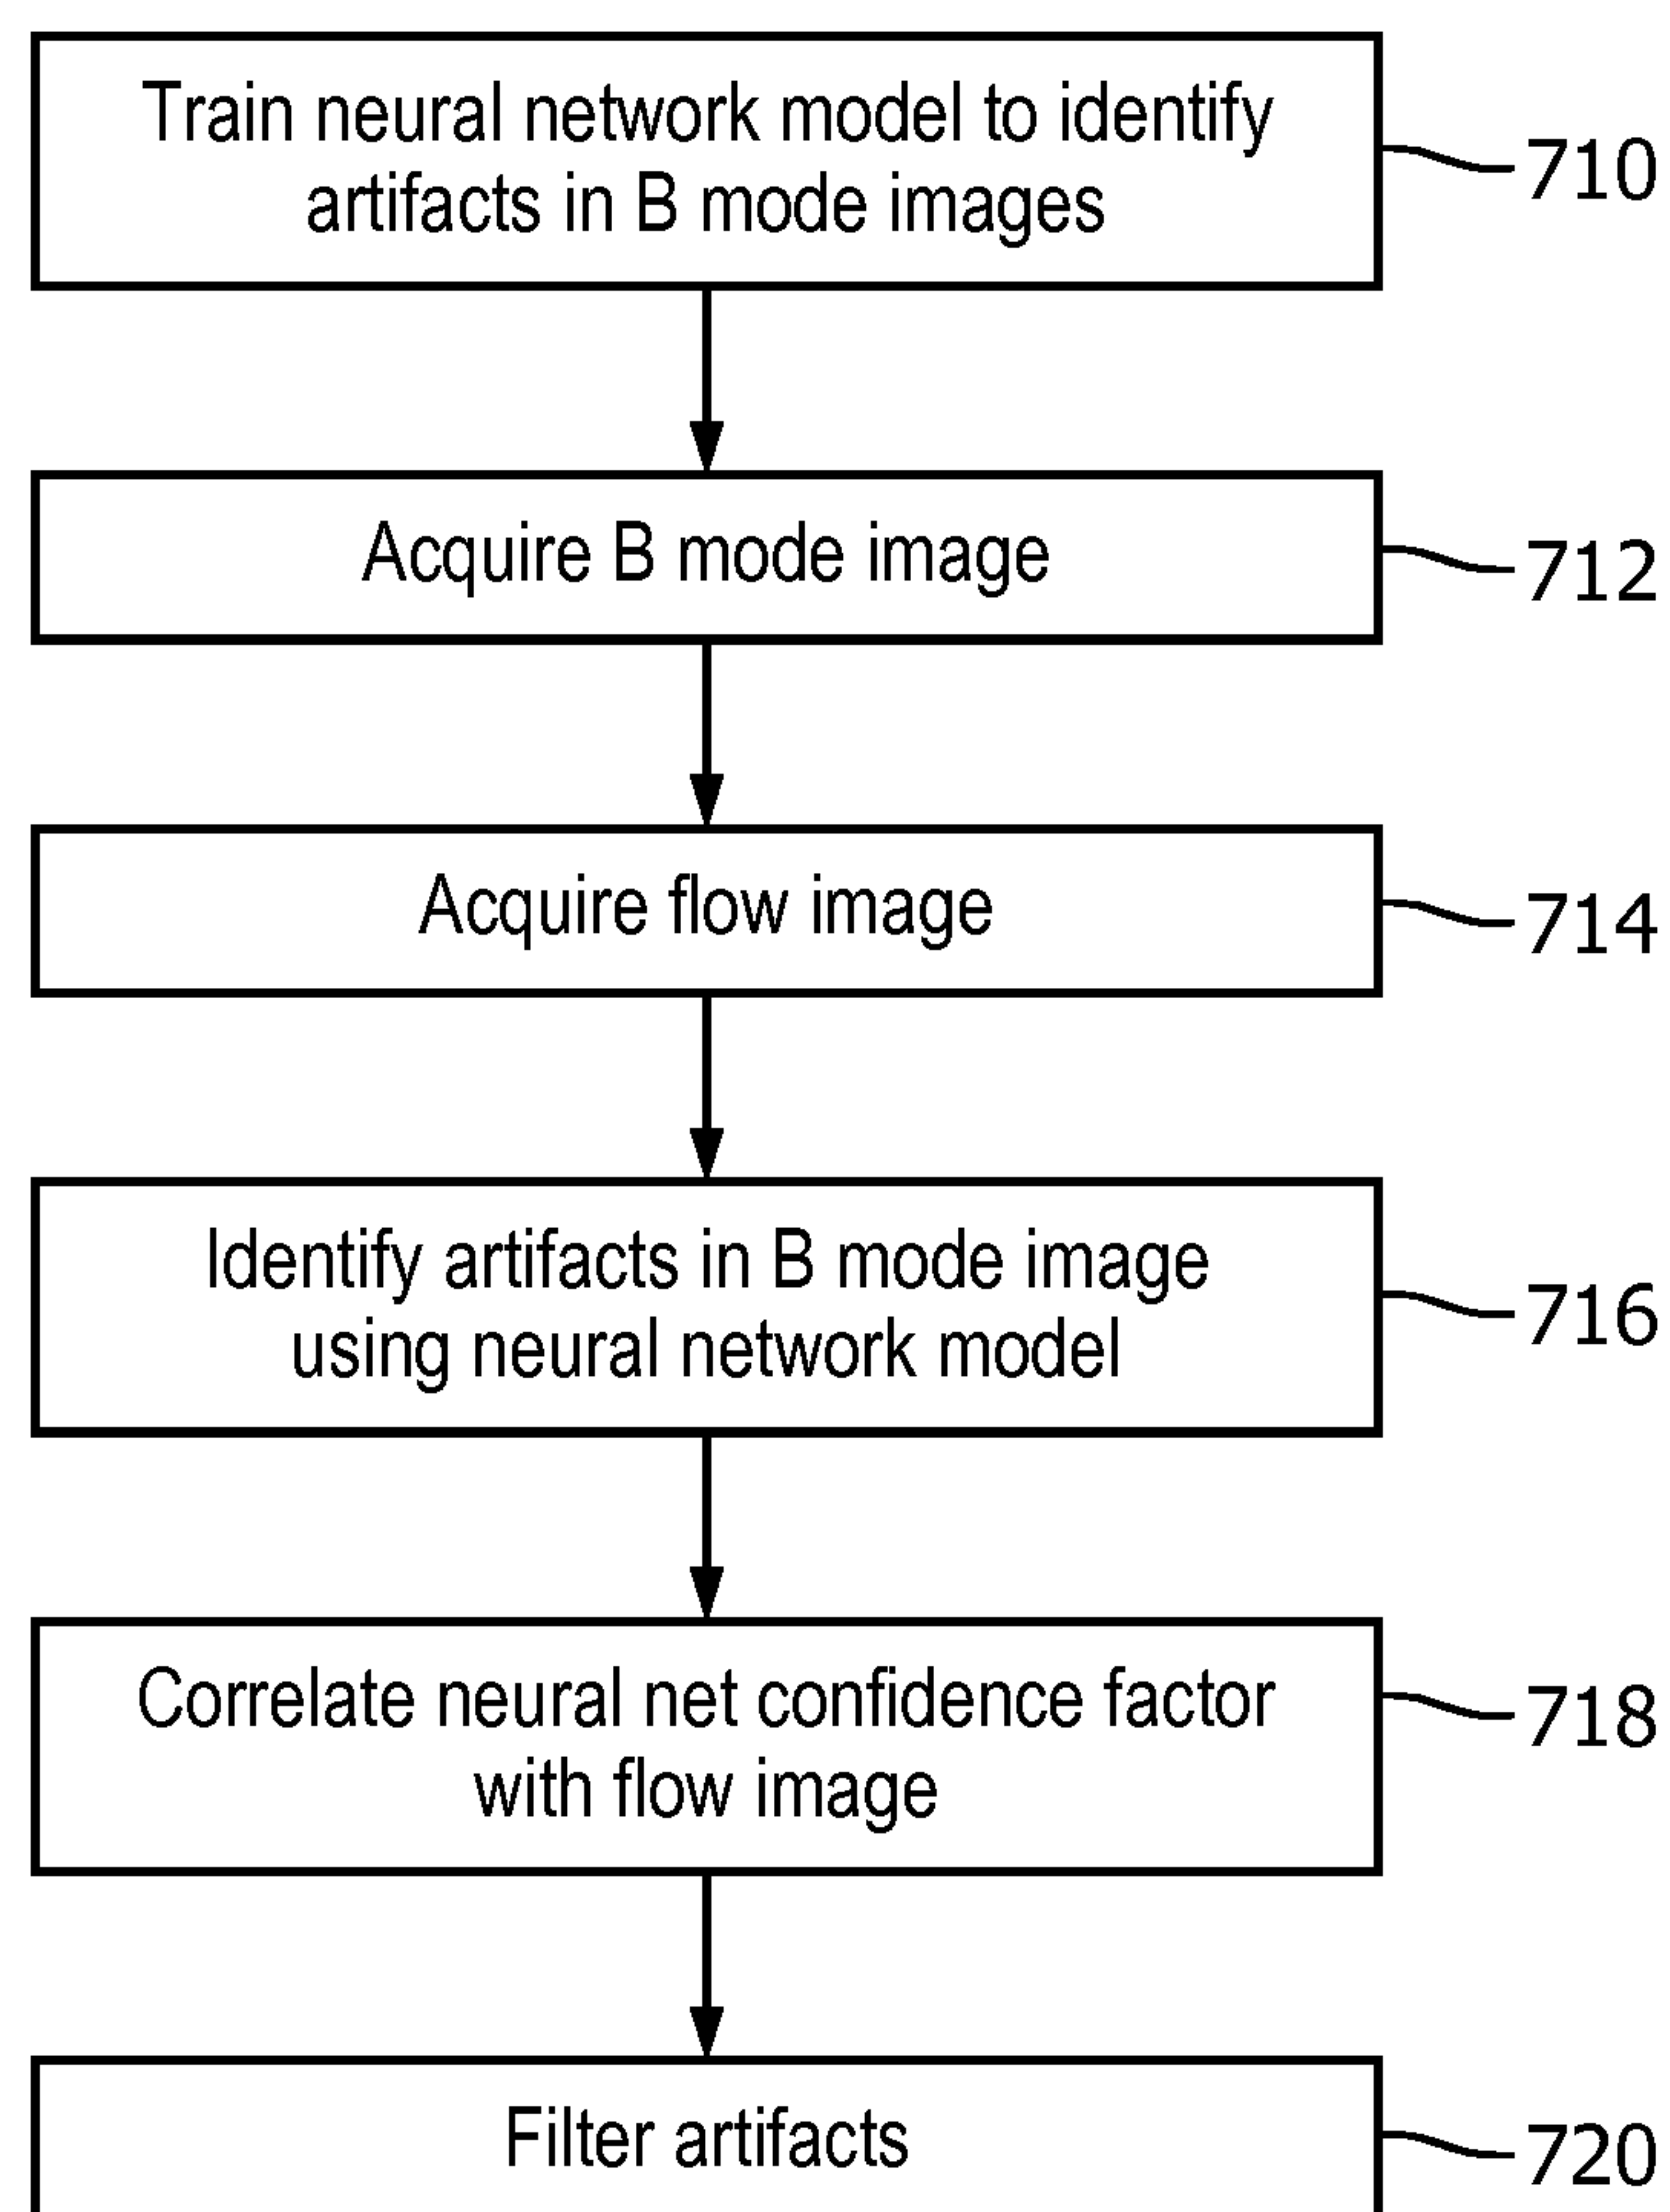 Train neural network model to identify
artifacts in B mode images
710
Acquire B mode image
712
Acquire flow image
714
Identify artifacts in B mode image
using neural network model
716
Correlate neural net confidence factor
with flow image
718
Filter artifacts
720